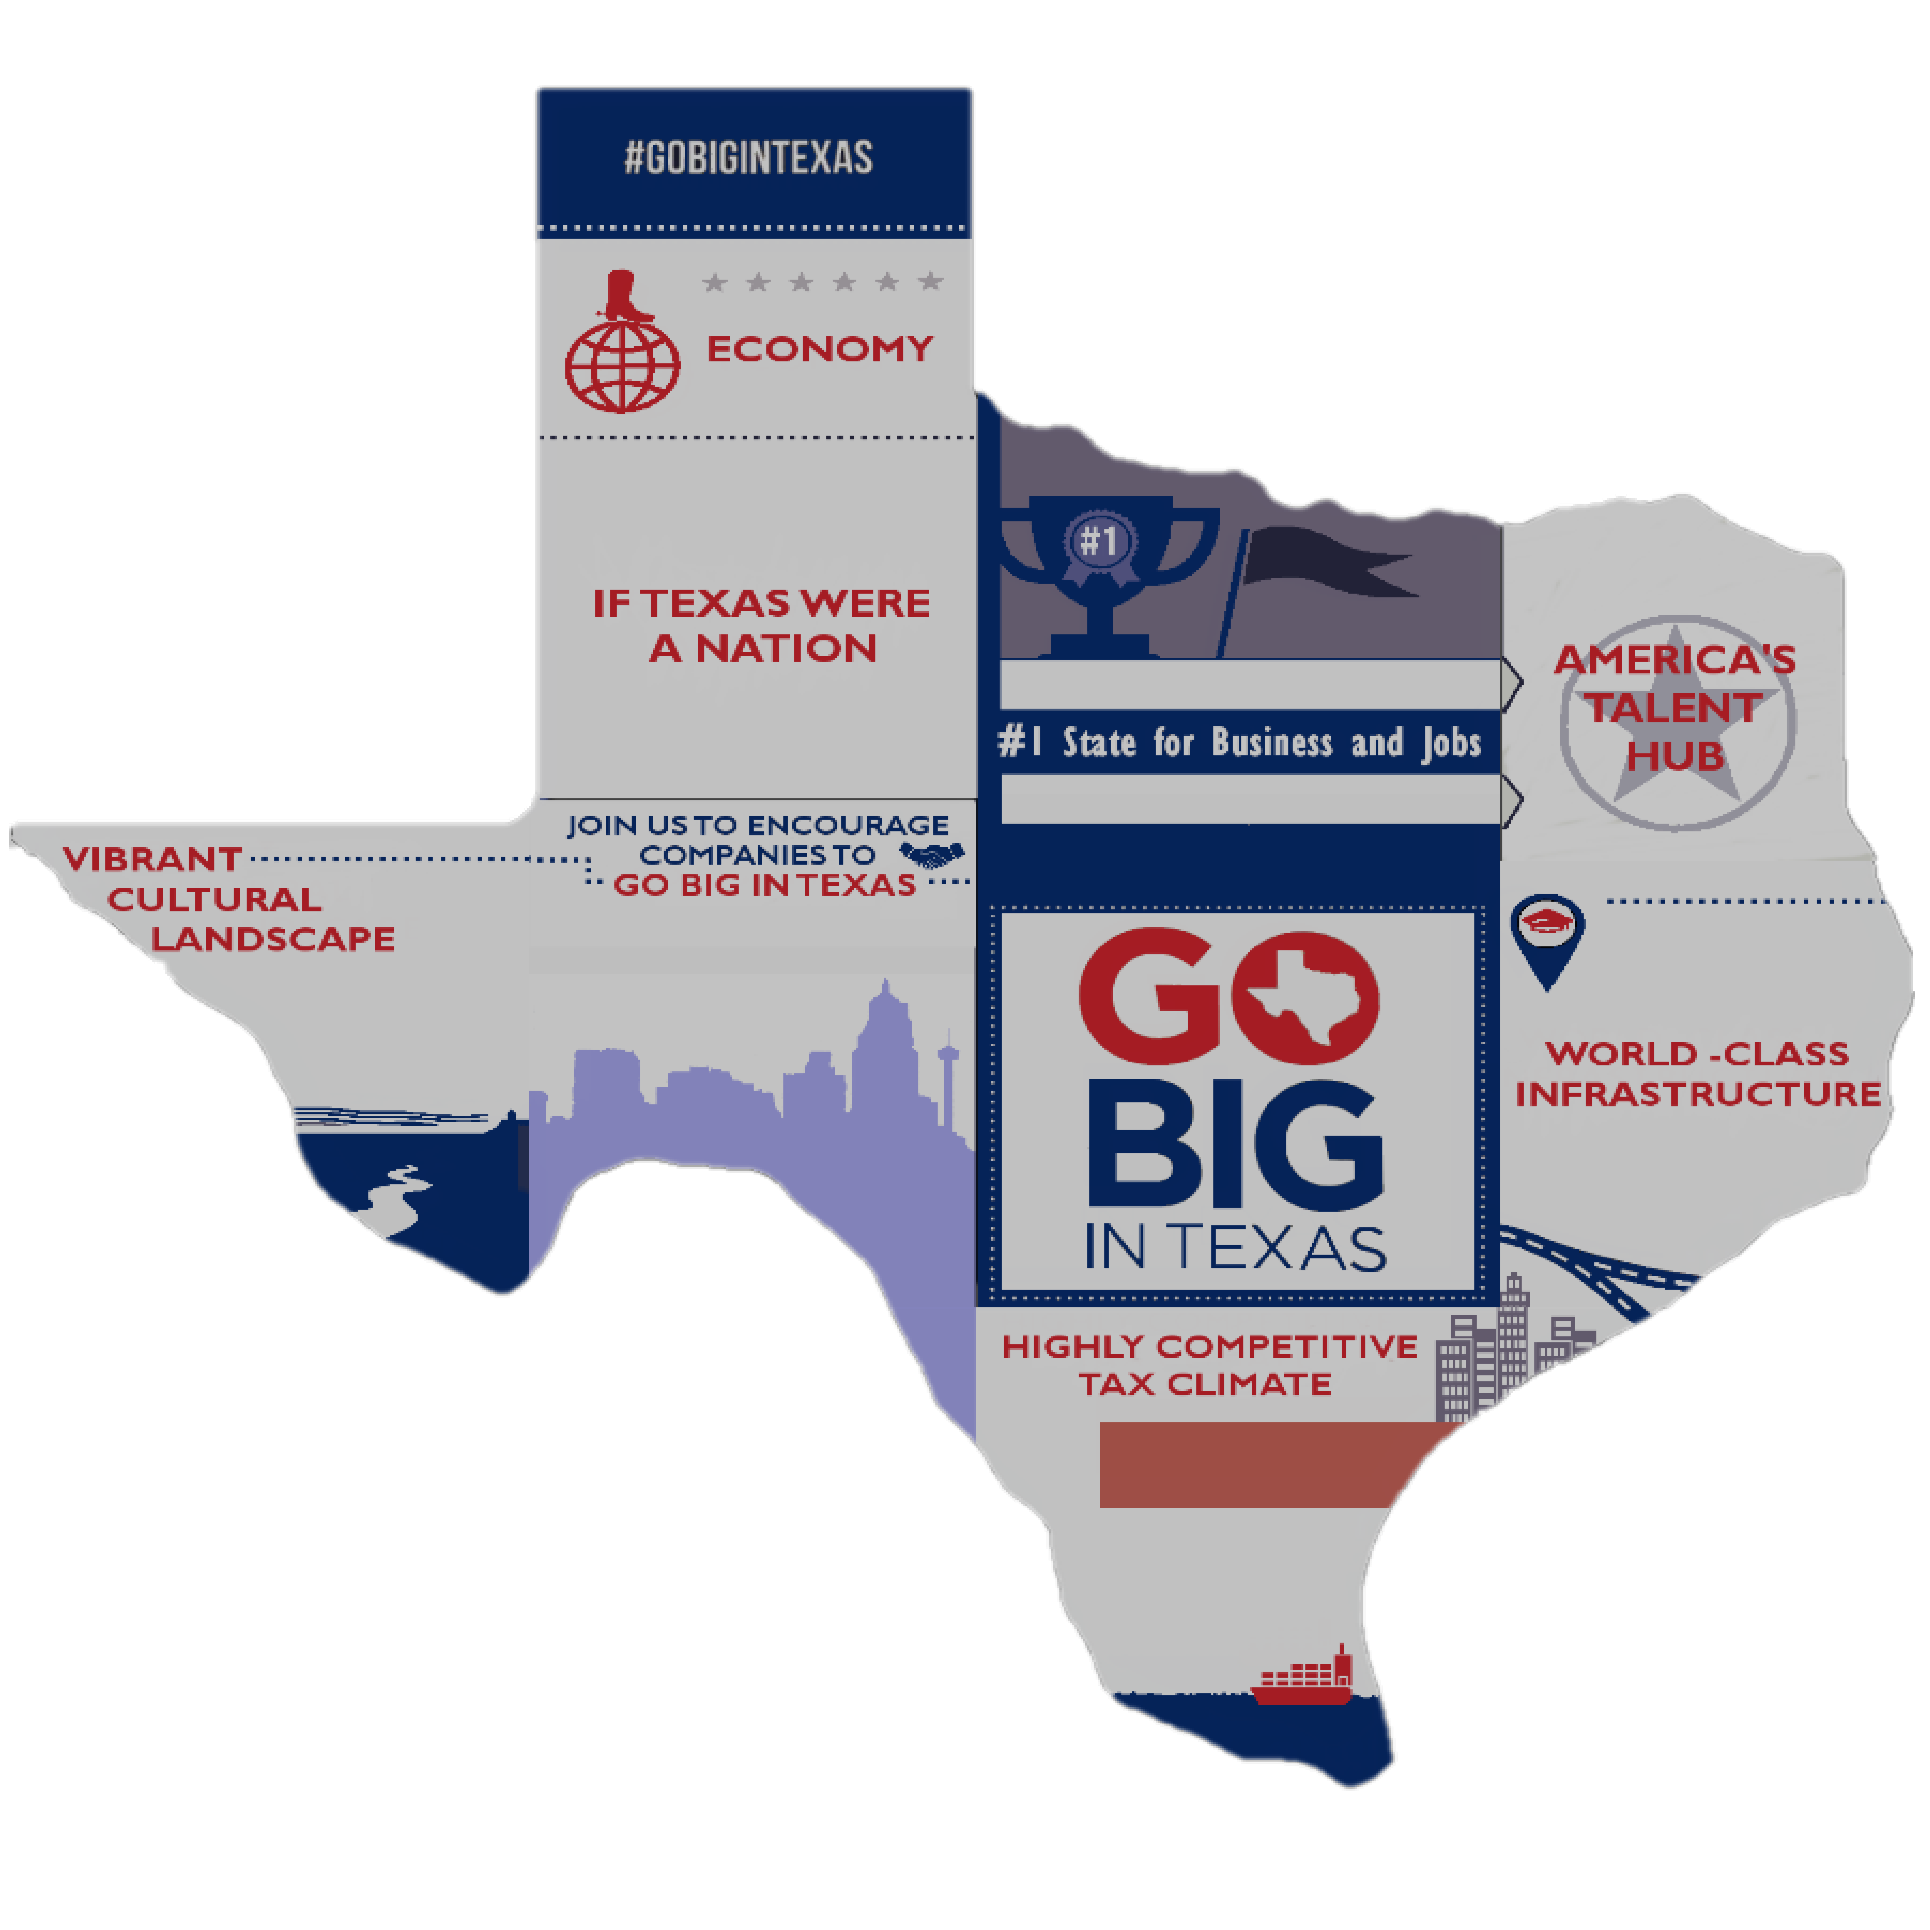 #GOBIGINTEXAS
ECONOMY
IF TEXAS WERE
A NATION
#1
#1 State for Business and Jobs
AMERICA'S
TALENT
HUB
JOIN US TO ENCOURAGE
COMPANIES TO
GO BIG IN TEXAS
VIBRANT
CULTURAL
LANDSCAPE
GO
BIG
IN TEXAS
WORLD -CLASS
INFRASTRUCTURE
HIGHLY COMPETITIVE
TAX CLIMATE